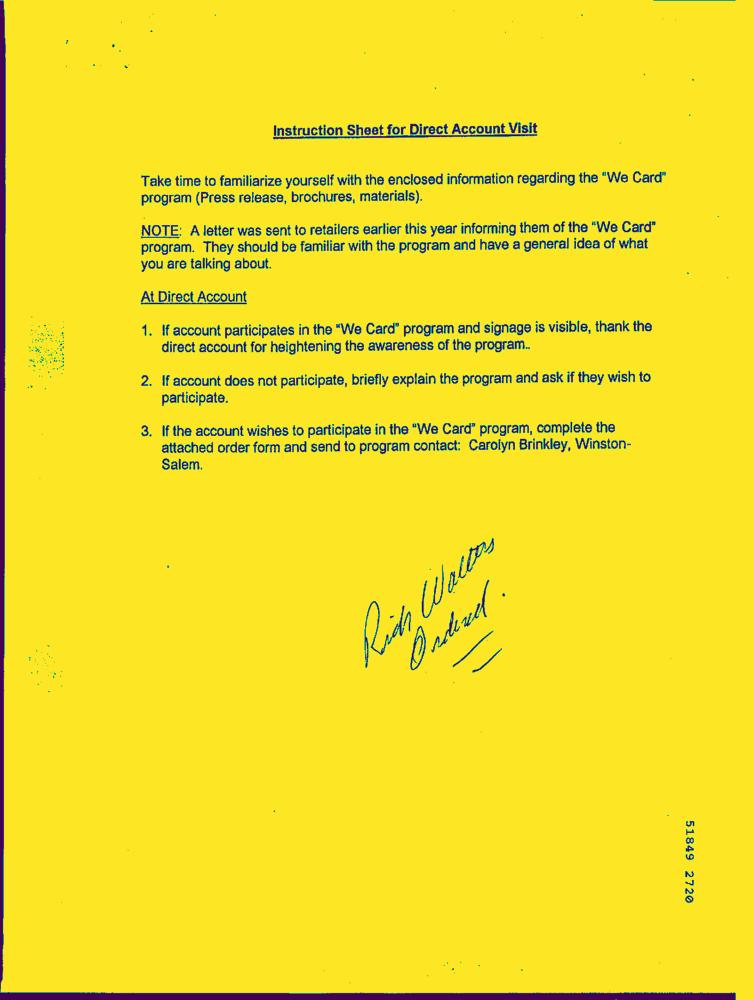 Instruction Sheet for Direct Account Visit
Take time to familiarize yourself with the enclosed information regarding the "We Card"
program (Press release, brochures, materials).
NOTE: A letter was sent to retailers earlier this year informing them of the "We Card"
program. They should be familiar with the program and have a general idea of what
you are talking about.
At Direct Account
1. If account participates in the "We Card" program and signage is visible, thank the
direct account for heightening the awareness of the program..
2. If account does not participate, briefly explain the program and ask if they wish to
participate.
3. If the account wishes to participate in the "We Card" program, complete the
attached order form and send to program contact: Carolyn Brinkley, Winston-
Salem.
Rich Walters
Ordered.
51849 2720